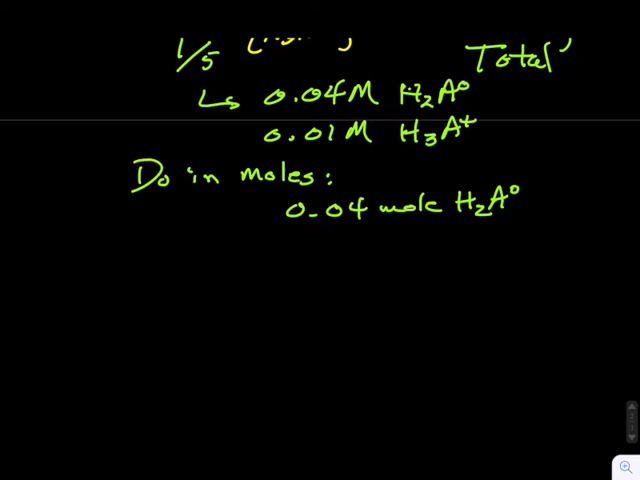 1/5 Total
↳ 0.04M H₂A⁰
0.01M H₃A⁺
Do in moles:
0.04 mole H₂A⁰